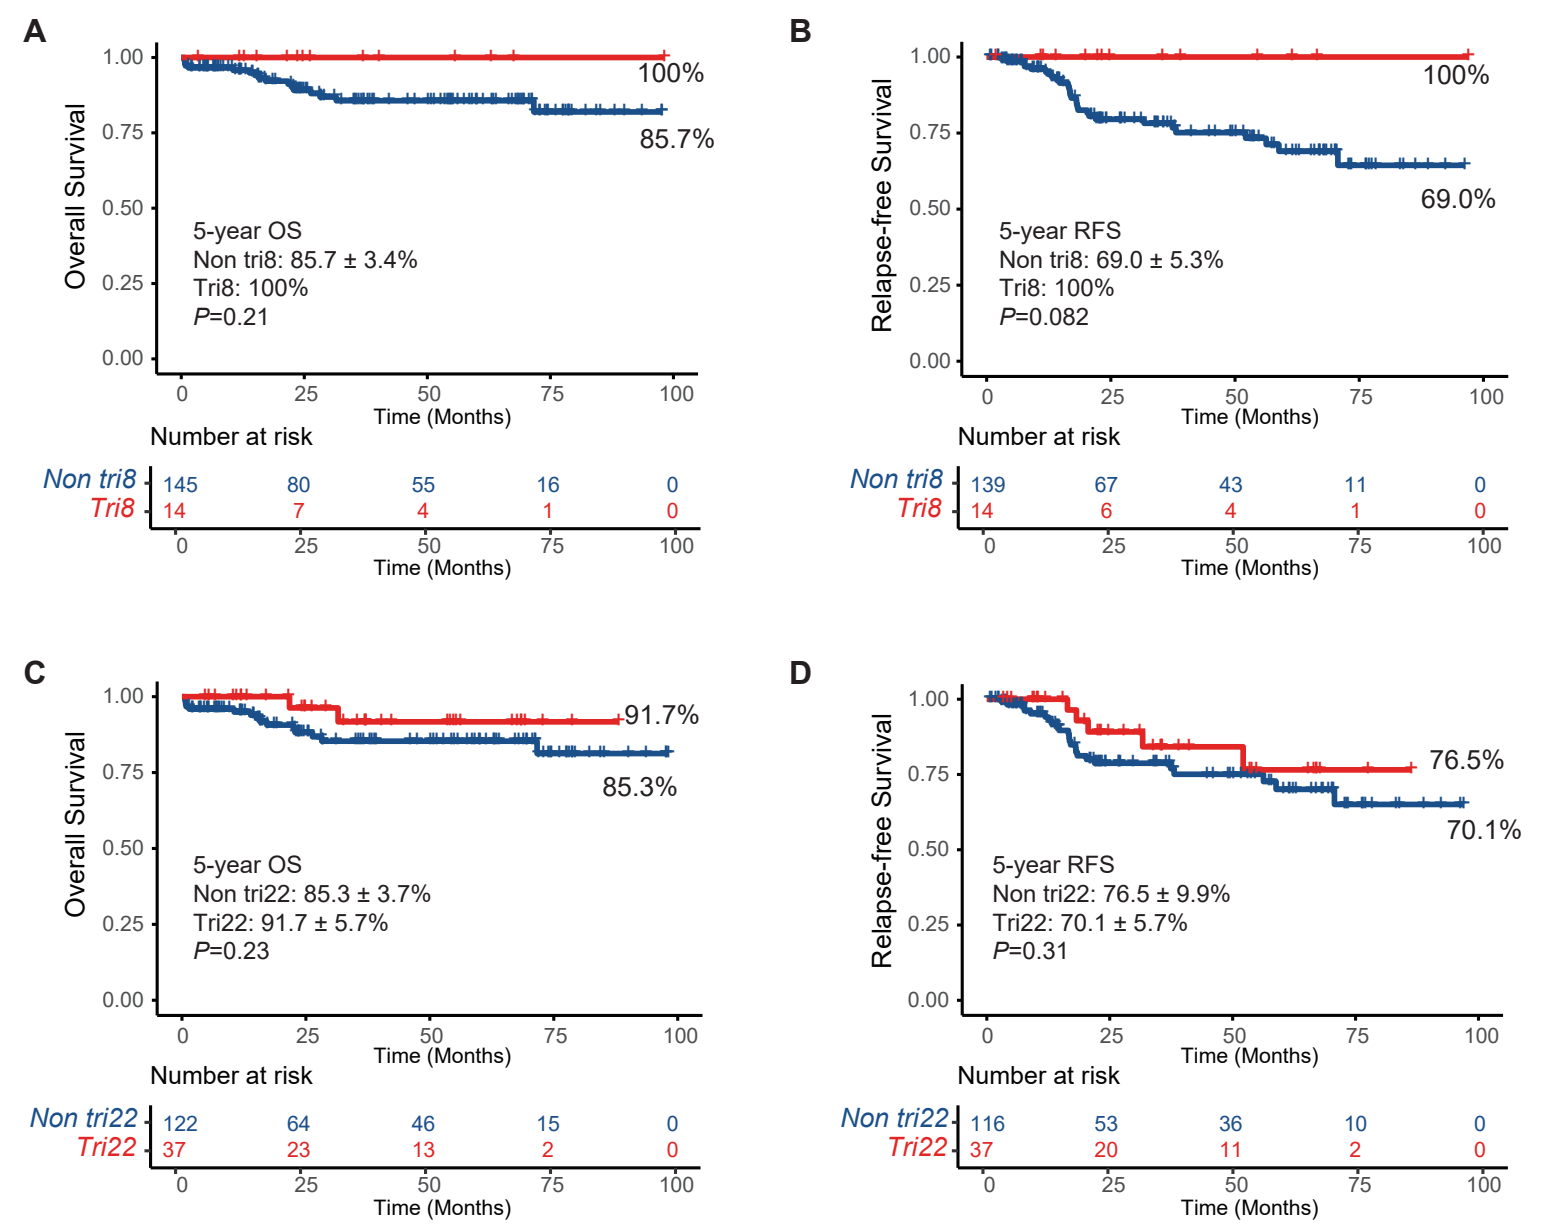 A
1.00
0.75
0.50
0.25
0.00
Overall Survival
100%
85.7%
5-year OS
Non tri8: 85.7 ± 3.4%
Tri8: 100%
P=0.21
0 25 50 75 100
Time (Months)
Number at risk
Non tri8 145 80 55 16 0
Tri8 14 7 4 1 0
0 25 50 75 100
Time (Months)
B
1.00
0.75
0.50
0.25
0.00
Relapse-free Survival
100%
69.0%
5-year RFS
Non tri8: 69.0 ± 5.3%
Tri8: 100%
P=0.082
0 25 50 75 100
Time (Months)
Number at risk
Non tri8 139 67 43 11 0
Tri8 14 6 4 1 0
0 25 50 75 100
Time (Months)
C
1.00
0.75
0.50
0.25
0.00
Overall Survival
91.7%
85.3%
5-year OS
Non tri22: 85.3 ± 3.7%
Tri22: 91.7 ± 5.7%
P=0.23
0 25 50 75 100
Time (Months)
Number at risk
Non tri22 122 64 46 15 0
Tri22 37 23 13 2 0
0 25 50 75 100
Time (Months)
D
1.00
0.75
0.50
0.25
0.00
Relapse-free Survival
76.5%
70.1%
5-year RFS
Non tri22: 76.5 ± 9.9%
Tri22: 70.1 ± 5.7%
P=0.31
0 25 50 75 100
Time (Months)
Number at risk
Non tri22 116 53 36 10 0
Tri22 37 20 11 2 0
0 25 50 75 100
Time (Months)